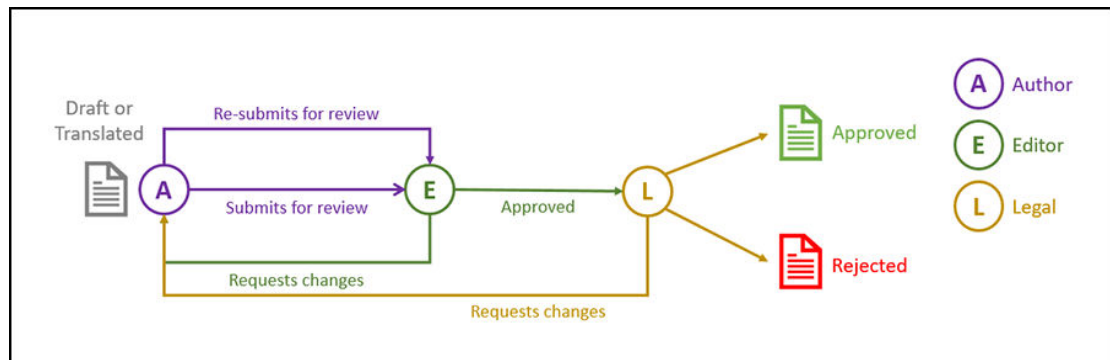 Draft or
Translated
Re-submits for review
A
Submits for review
E
Approved
L
Requests changes
Requests changes
Approved
Rejected
A Author
E Editor
L Legal